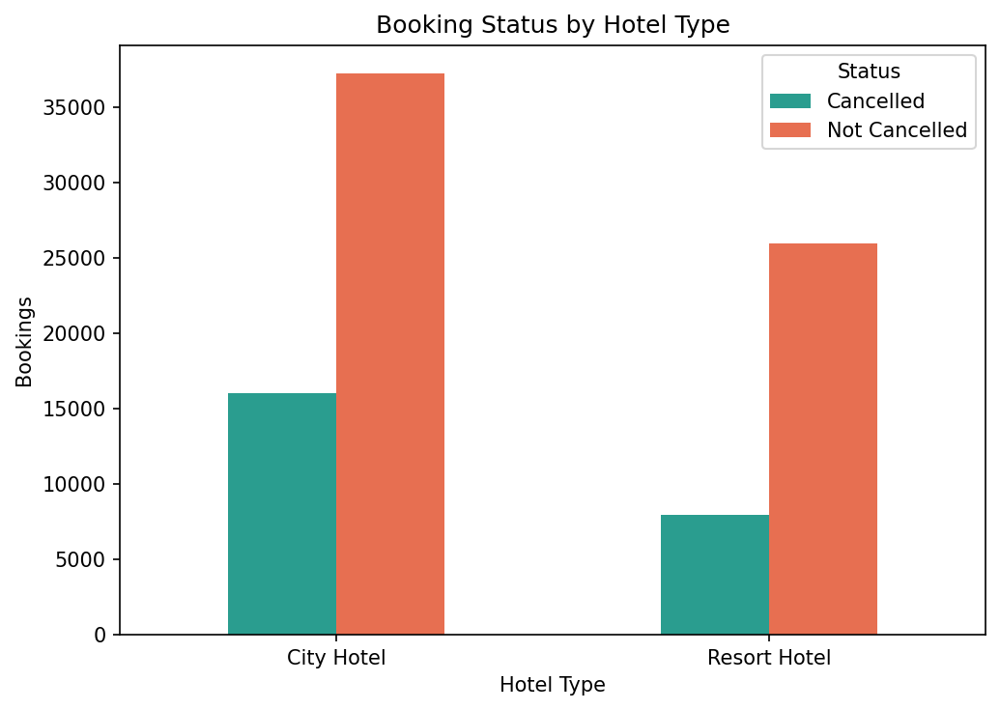 Booking Status by Hotel Type
Status
Cancelled
Not Cancelled
35000
30000
25000
20000
15000
10000
5000
0
Bookings
City Hotel
Resort Hotel
Hotel Type